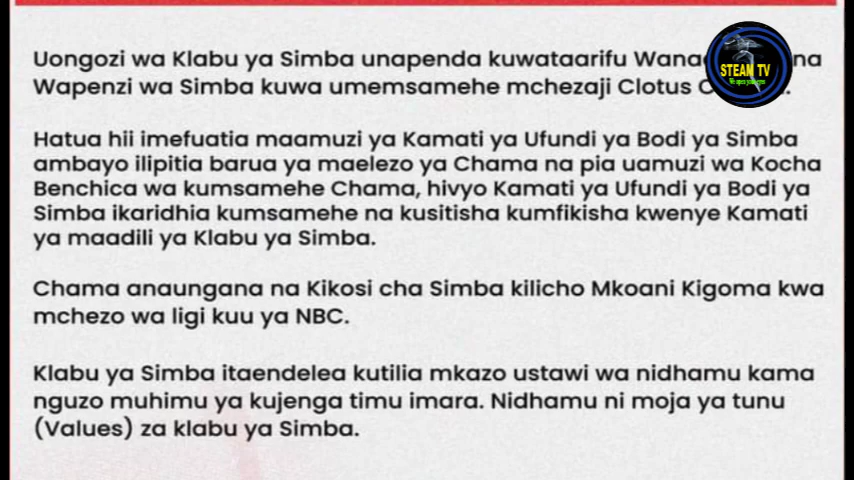 Uongozi wa Klabu ya Simba unapenda kuwataarifu na
Wapenzi wa Simba kuwa umemsamehe mchezaji Clotus
Hatua hii imefuatia maamuzi ya Kamati ya Ufundi ya Bodi ya Simba
ambayo ilipitia barua ya maelezo ya Chama na pia uamuzi wa Kocha
Benchica wa kumsamehe Chama, hivyo Kamati ya Ufundi ya Bodi ya
Simba ikaridhia kumsamehe na kusitisha kumfikisha kwenye Kamati
ya maadili ya Klabu ya Simba.
Chama anaungana na Kikosi cha Simba kilicho Mkoani Kigoma kwa
mchezo wa ligi kuu ya NBC.
Klabu ya Simba itaendelea kutilia mkazo ustawi wa nidhamu kama
nguzo muhimu ya kujenga timu imara. Nidhamu ni moja ya tunu
(Values) za klabu ya Simba.
STEAM TV
We open your eyes